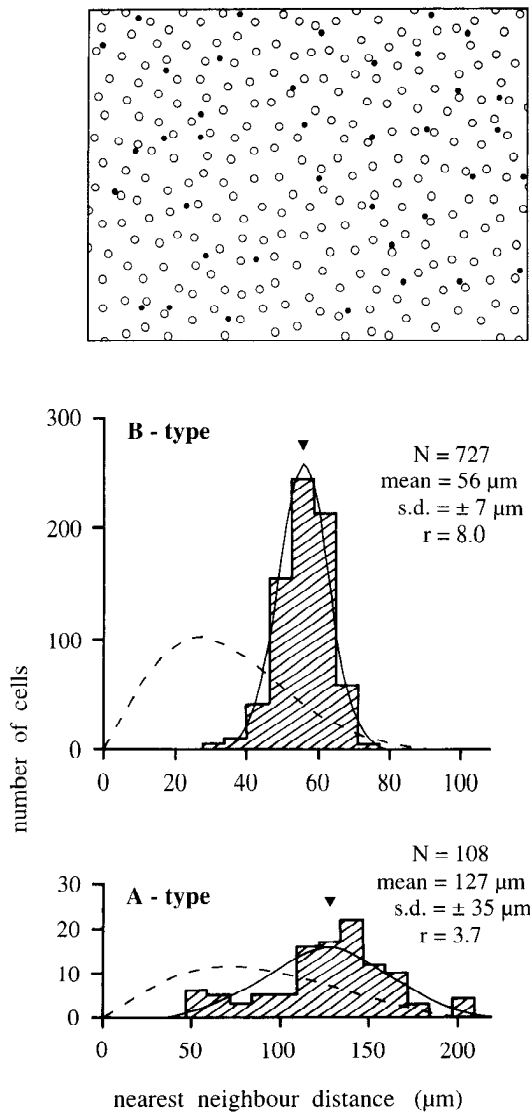 300
B - type
N = 727
mean = 56 µm
s.d. = ± 7 µm
r = 8.0
200
100
0
0 20 40 60 80 100
number of cells
N = 108
mean = 127 µm
s.d. = ± 35 µm
r = 3.7
30
A - type
20
10
0
0 50 100 150 200
nearest neighbour distance (µm)